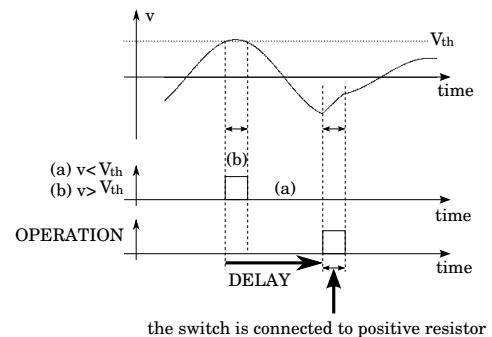 v
Vth
time
(b)
(a) v< Vth
(b) v> Vth
(a)
time
OPERATION
time
DELAY
the switch is connected to positive resistor